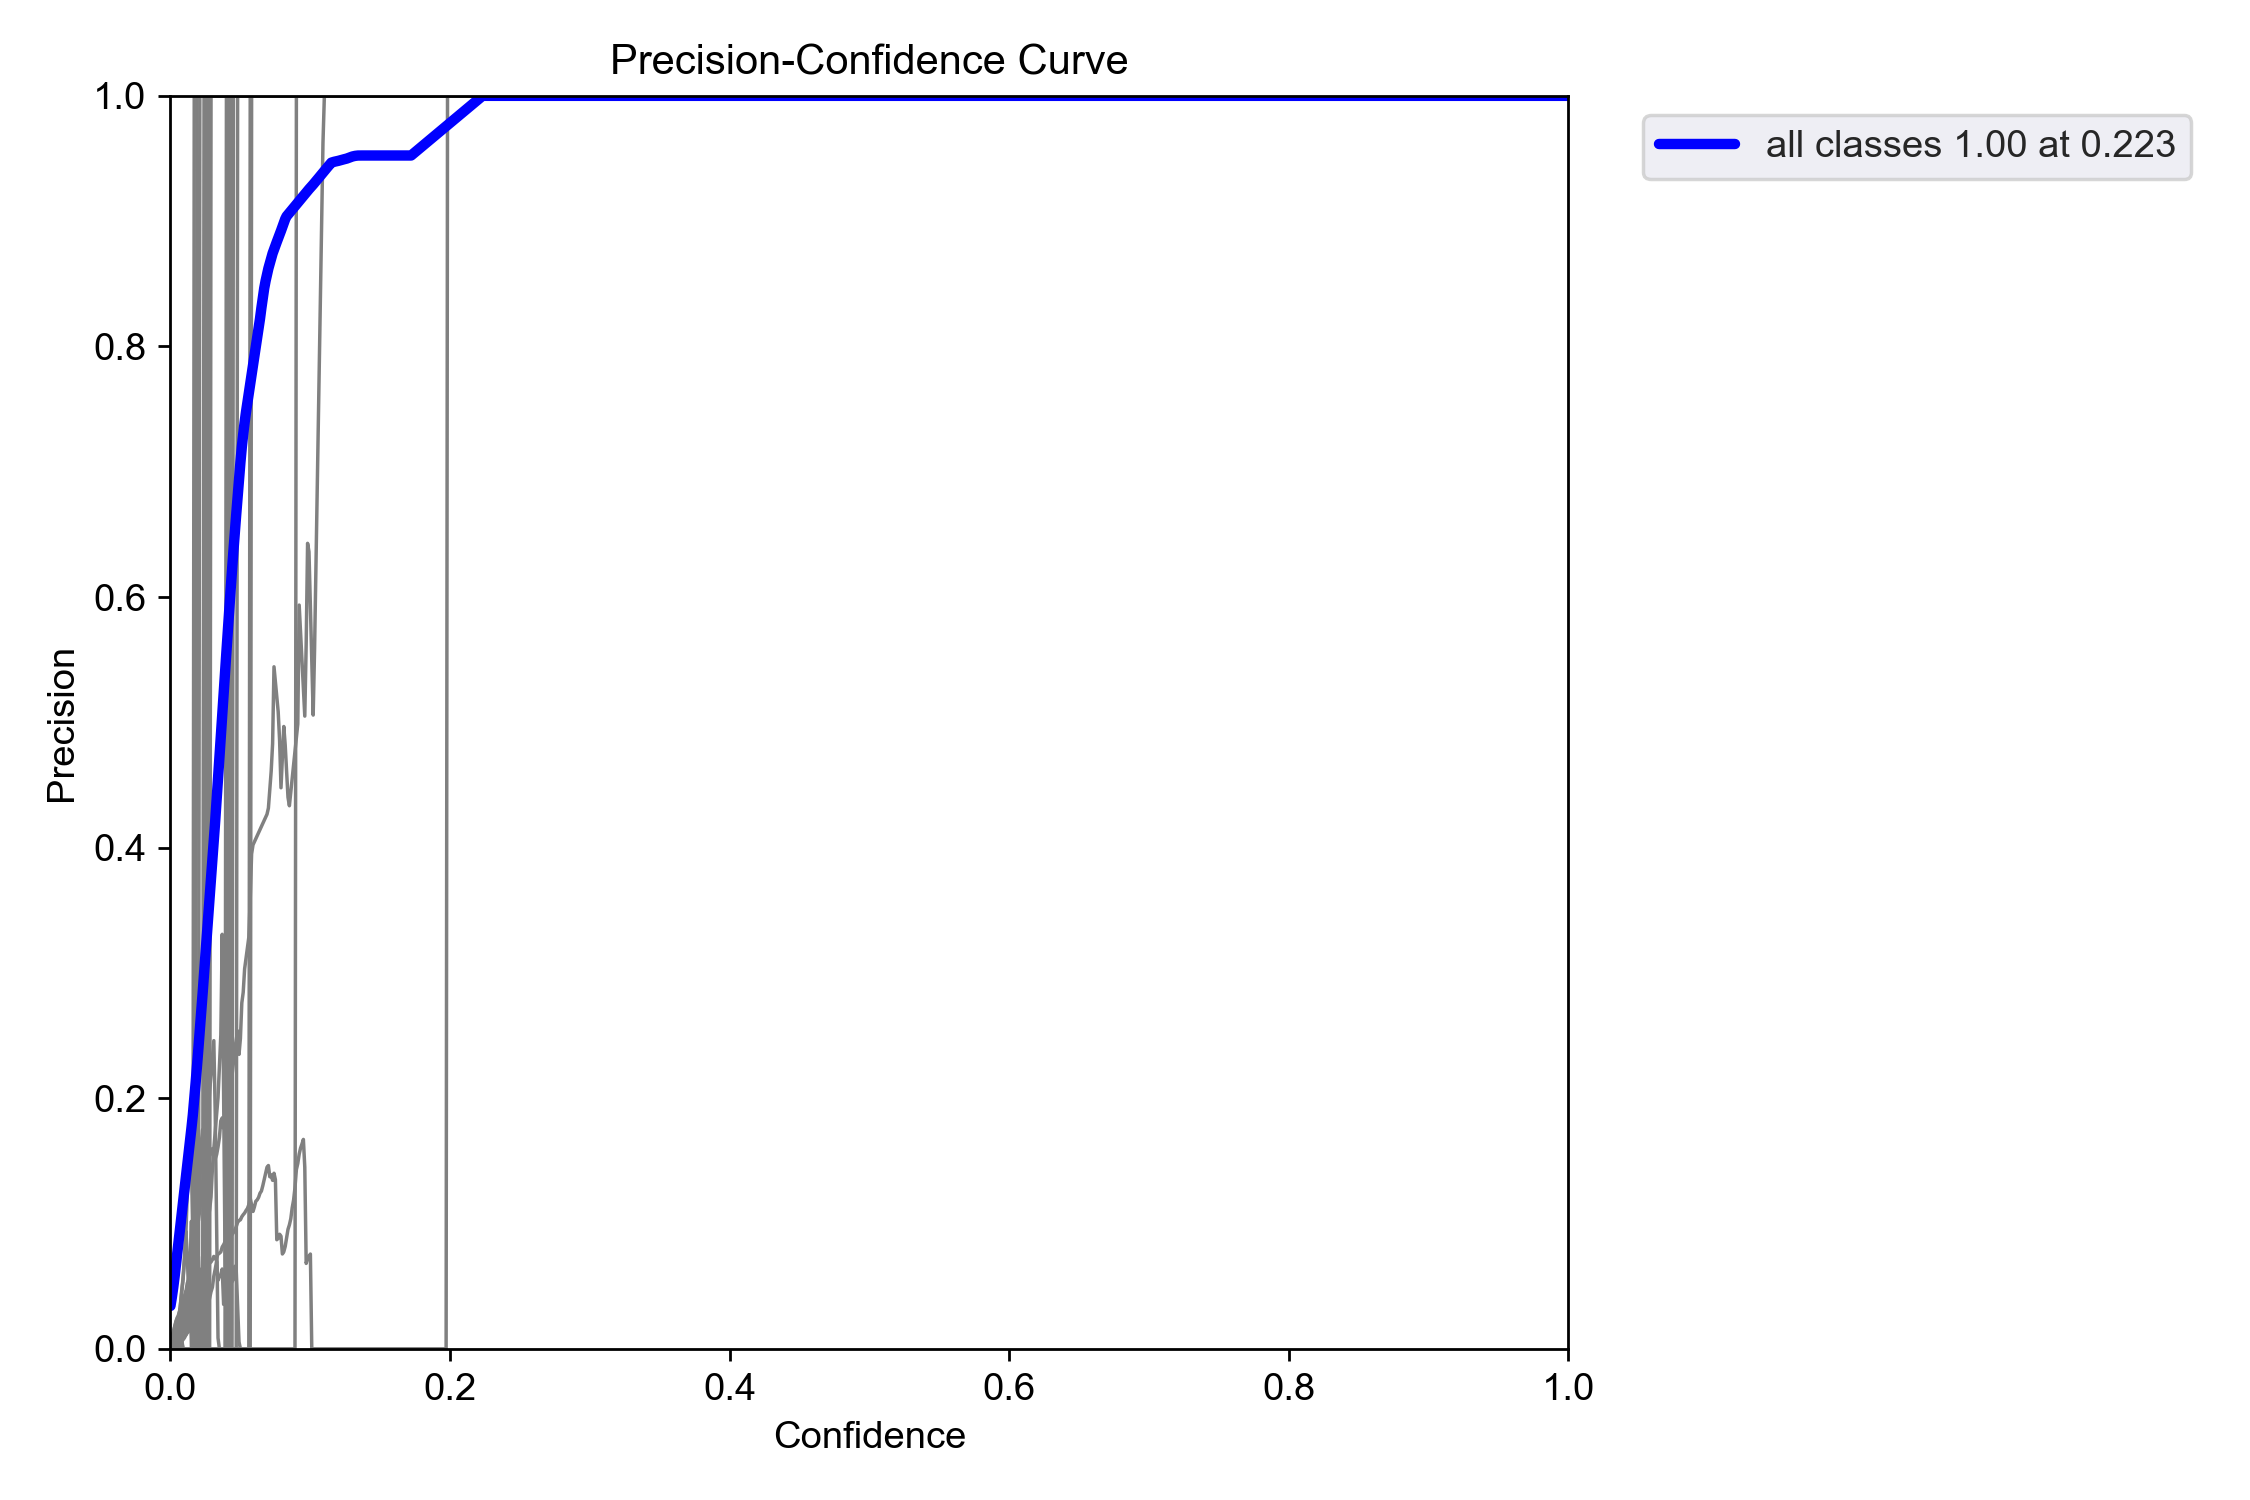 Precision-Confidence Curve
all classes 1.00 at 0.223
Precision
1.0
0.8
0.6
0.4
0.2
0.0
0.0 0.2 0.4 0.6 0.8 1.0
Confidence